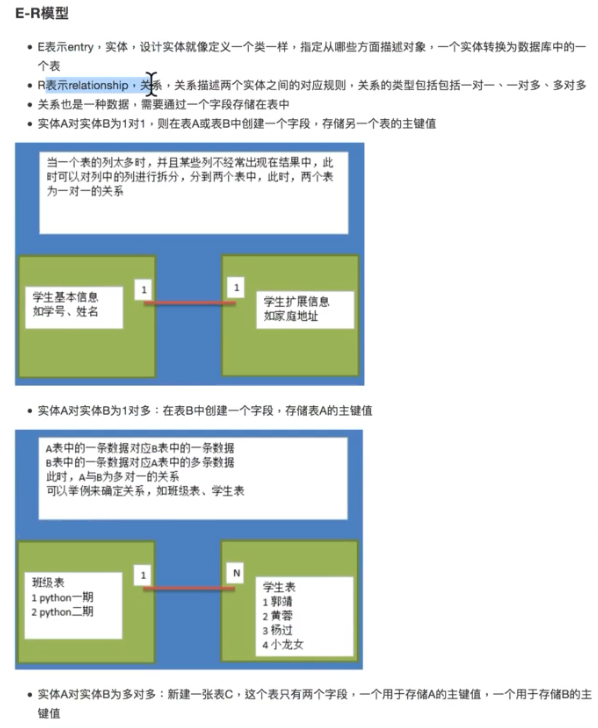 E-R模型
E表示entry，实体，设计实体就像定义一个类一样，指定从哪些方面描述对象，一个实体转换为数据库中的一
个表
R表示relationship，关系，关系描述两个实体之间的对应规则，关系的类型包括包括一对一、一对多、多对多
关系也是一种数据，需要通过一个字段存储在表中
实体A对实体B为1对1，则在表A或表B中创建一个字段，存储另一个表的主键值
当一个表的列太多时，并且某些列不经常出现在结果中，此
时可以对列中的列进行拆分，分到两个表中，此时，两个表
为一对一的关系
学生基本信息
如学号、姓名
1
1
学生扩展信息
如家庭地址
实体A对实体B为1对多：在表B中创建一个字段，存储表A的主键值
A表中的一条数据对应B表中的一条数据
B表中的一条数据对应A表中的多条数据
此时，A与B为多对一的关系
可以举例来确定关系，如班级表、学生表
班级表
1 python一期
2 python二期
1
N
学生表
1 郭靖
2 黄蓉
3 杨过
4 小龙女
实体A对实体B为多对多：新建一张表C，这个表只有两个字段，一个用于存储A的主键值，一个用于存储B的主
键值